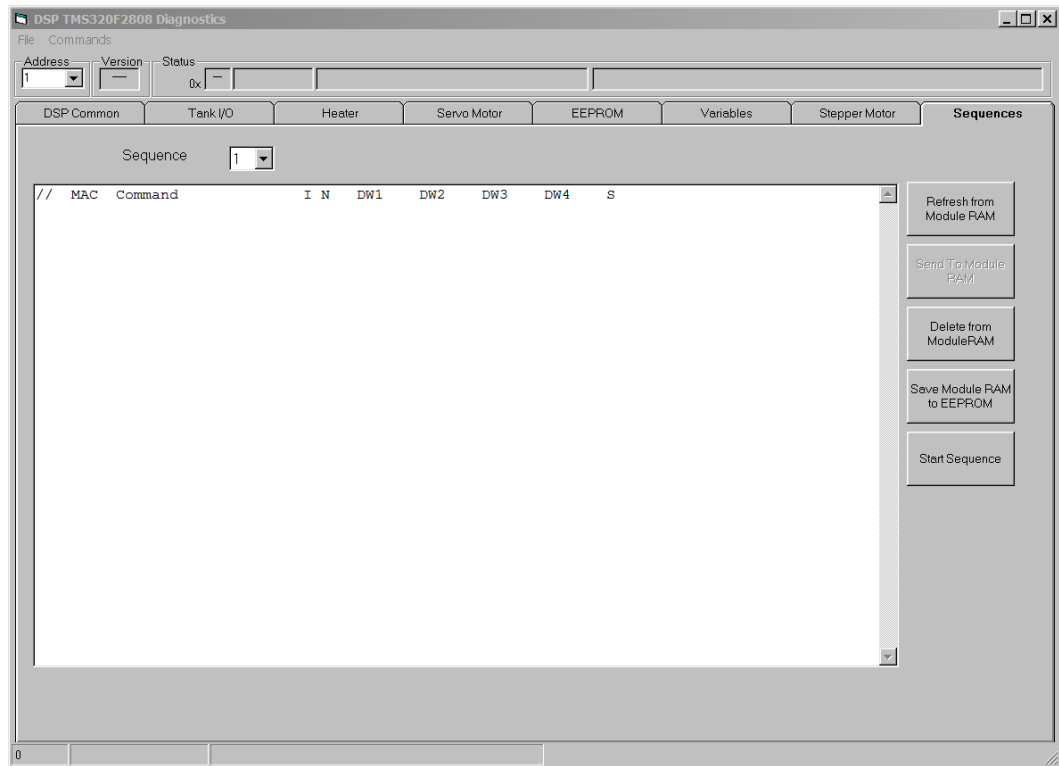 DSP TMS320F2808 Diagnostics
File Commands
Address Version Status
1 — 0x —
DSP Common Tank I/O Heater Servo Motor EEPROM Variables Stepper Motor Sequences
Sequence 1
// MAC Command I N DW1 DW2 DW3 DW4 S
Refresh from
Module RAM
Send To Module
RAM
Delete from
ModuleRAM
Save Module RAM
to EEPROM
Start Sequence
0